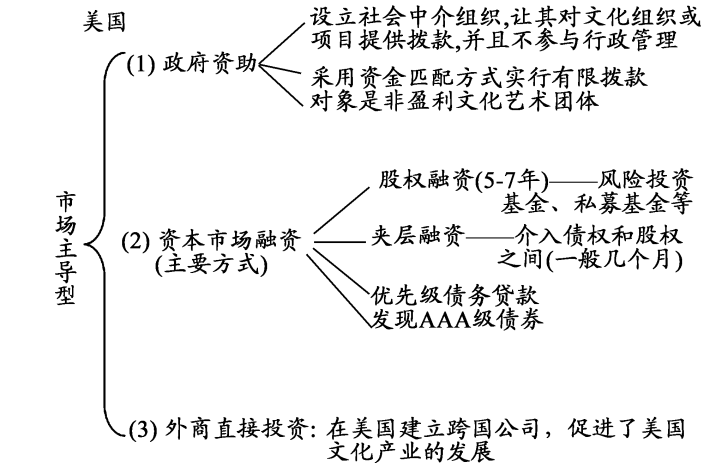 美国
市场主导型
(1) 政府资助
设立社会中介组织,让其对文化组织或
项目提供拨款,并且不参与行政管理
采用资金匹配方式实行有限拨款
对象是非盈利文化艺术团体
(2) 资本市场融资
(主要方式)
股权融资(5-7年)——风险投资
基金、私募基金等
夹层融资——介入债权和股权
之间(一般几个月)
优先级债务贷款
发现AAA级债券
(3) 外商直接投资: 在美国建立跨国公司，促进了美国
文化产业的发展